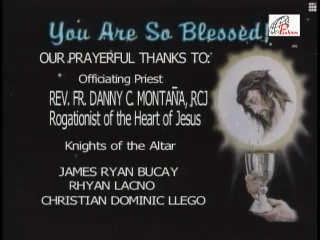 You Are So Blessed
OUR PRAYERFUL THANKS TO:
Officiating Priest
REV. FR. DANNY C. MONTAÑA, RCJ
Rogationist of the Heart of Jesus
Knights of the Altar
JAMES RYAN BUCAY
RHYAN LACNO
CHRISTIAN DOMINIC LLEGO